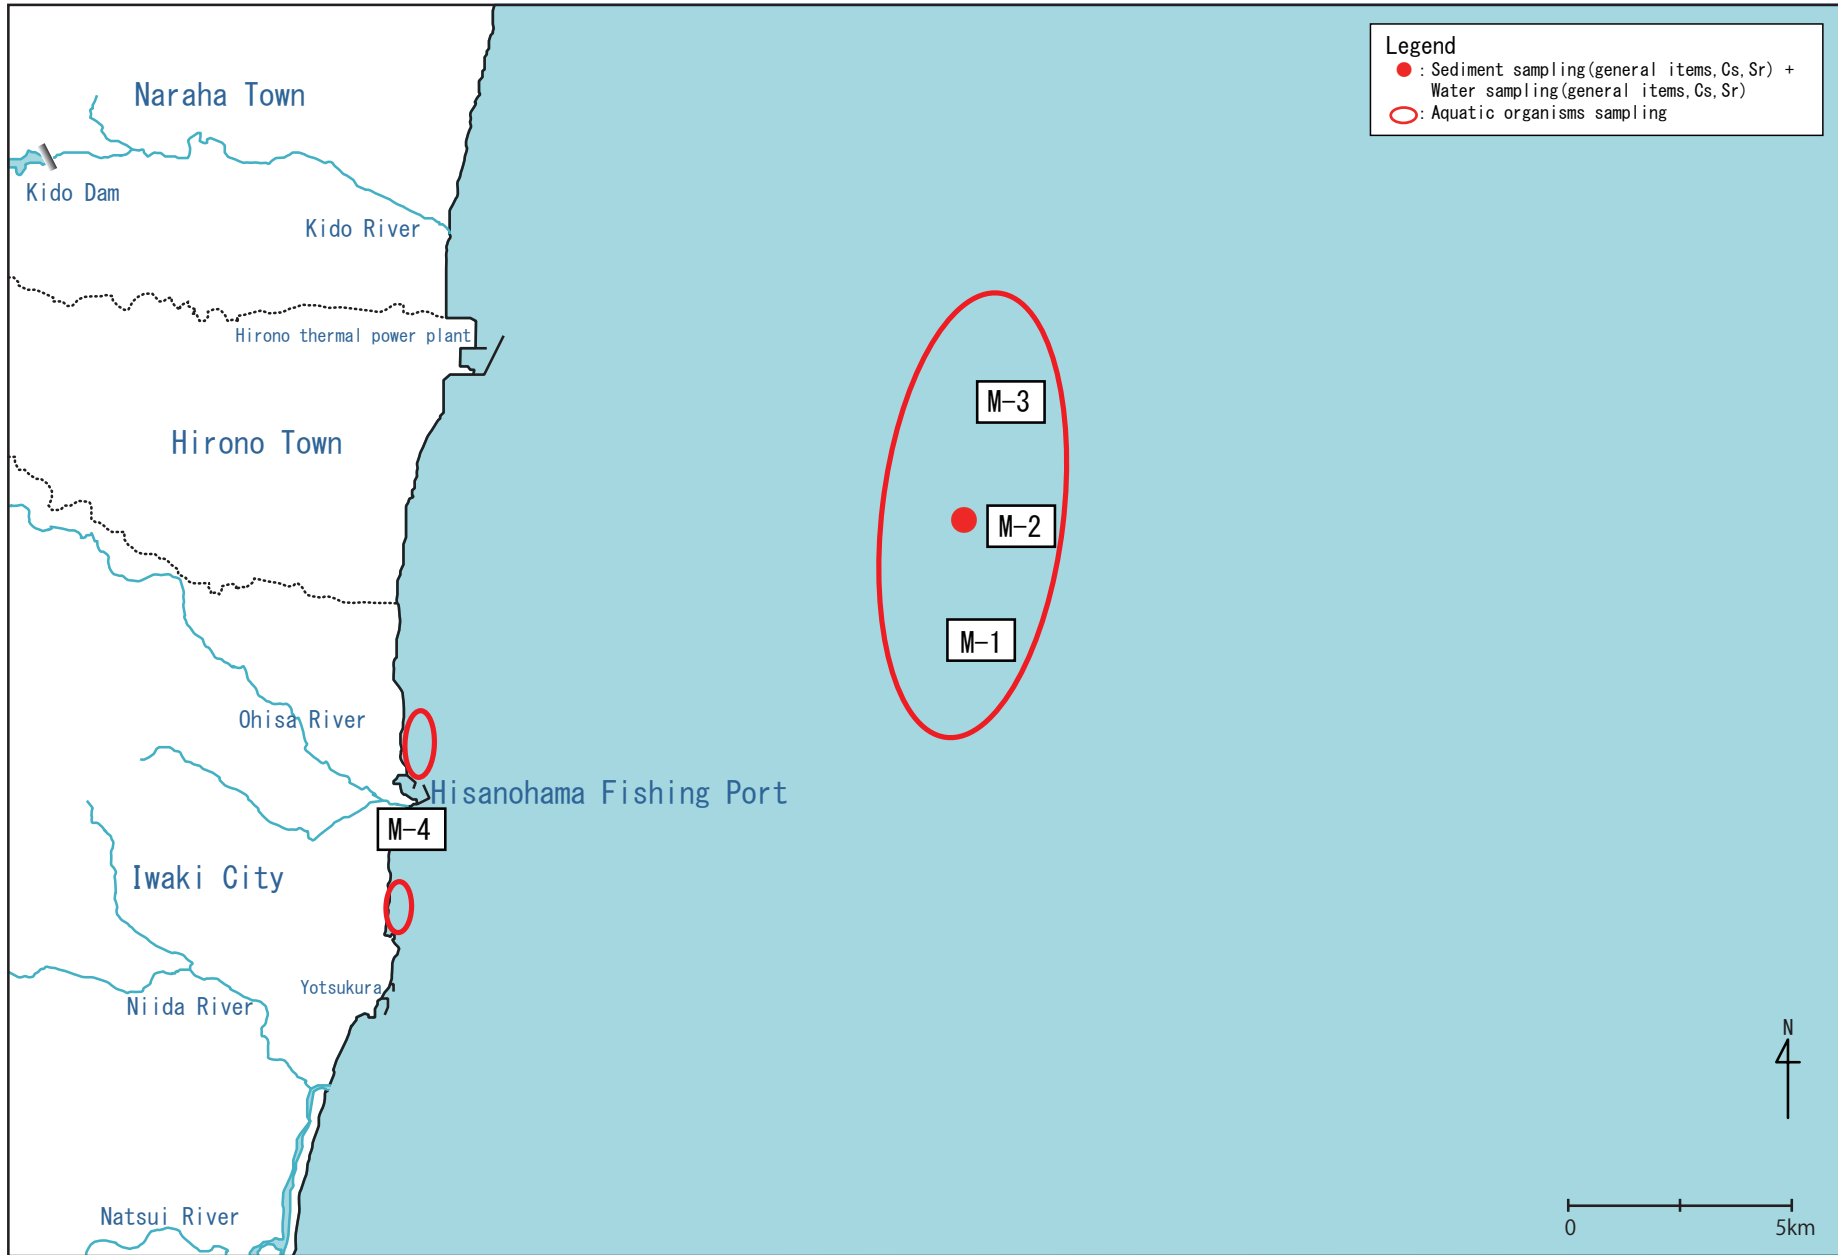 Legend
: Sediment sampling(general items,Cs,Sr) +
Water sampling(general items,Cs,Sr)
: Aquatic organisms sampling
Naraha Town
Kido Dam
Kido River
Hirono thermal power plant
M-3
Hirono Town
M-2
M-1
Ohisa River
Hisanohama Fishing Port
M-4
Iwaki City
Yotsukura
Niida River
N
Natsui River
0 5km